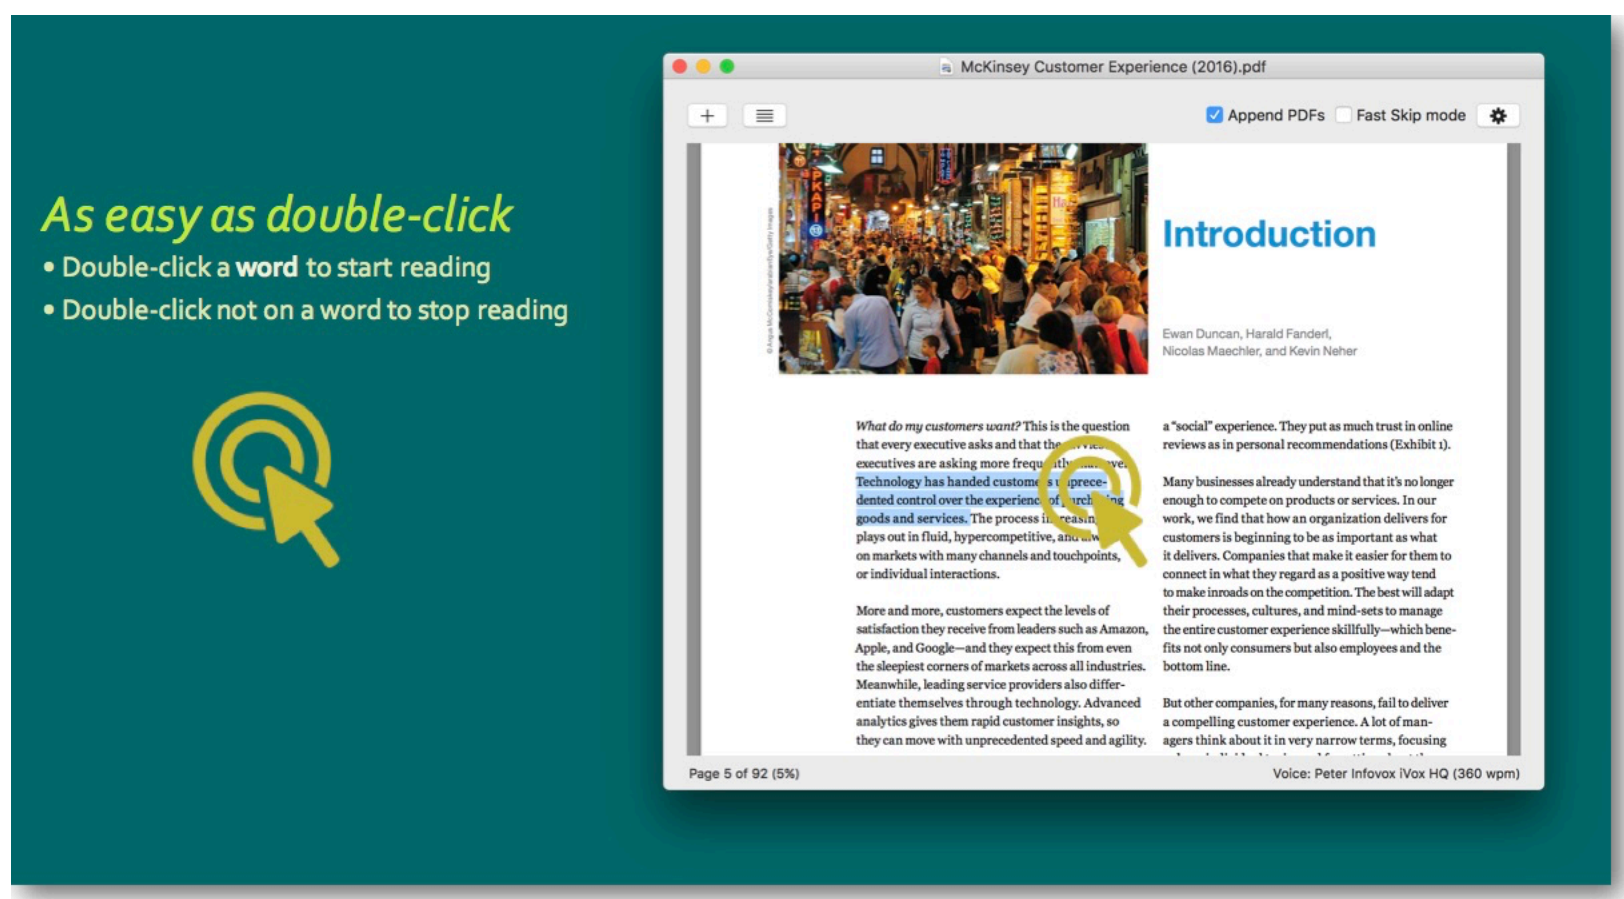 As easy as double-click
• Double-click a word to start reading
• Double-click not on a word to stop reading
McKinsey Customer Experience (2016).pdf
+
Append PDFs
Fast Skip mode
PKAPI
Introduction
Ewan Duncan, Harald Fanderl,
Nicolas Maechler, and Kevin Neher
What do my customers want? This is the question
that every executive asks and that the
executives are asking more frequently
Technology has handed customers unprece-
dented control over the experience of purchasing
goods and services. The process increasing
plays out in fluid, hypercompetitive, and
on markets with many channels and touchpoints,
or individual interactions.
More and more, customers expect the levels of
satisfaction they receive from leaders such as Amazon,
Apple, and Google—and they expect this from even
the sleepiest corners of markets across all industries.
Meanwhile, leading service providers also differ-
entiate themselves through technology. Advanced
analytics gives them rapid customer insights, so
they can move with unprecedented speed and agility.
a “social” experience. They put as much trust in online
reviews as in personal recommendations (Exhibit 1).
Many businesses already understand that it’s no longer
enough to compete on products or services. In our
work, we find that how an organization delivers for
customers is beginning to be as important as what
it delivers. Companies that make it easier for them to
connect in what they regard as a positive way tend
to make inroads on the competition. The best will adapt
their processes, cultures, and mind-sets to manage
the entire customer experience skillfully—which bene-
fits not only consumers but also employees and the
bottom line.
But other companies, for many reasons, fail to deliver
a compelling customer experience. A lot of man-
agers think about it in very narrow terms, focusing
Page 5 of 92 (5%)
Voice: Peter Infovox iVox HQ (360 wpm)